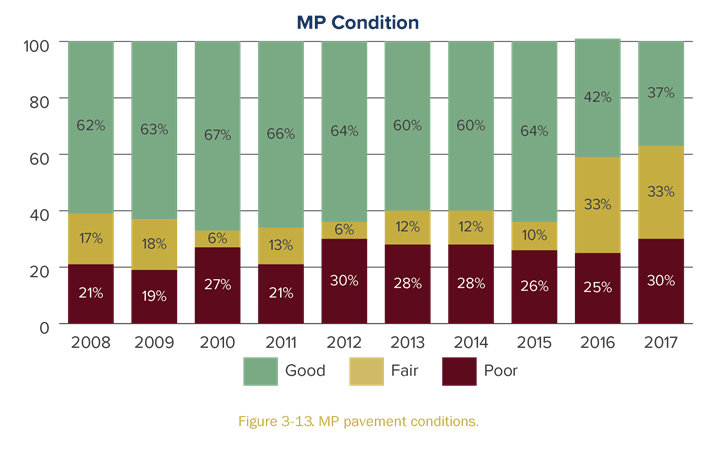 MP Condition
100
80
60
40
20
0
62% 63% 67% 66% 64% 60% 60% 64% 42% 37%
17% 18% 6% 13% 6% 12% 12% 10% 33% 33%
21% 19% 27% 21% 30% 28% 28% 26% 25% 30%
2008 2009 2010 2011 2012 2013 2014 2015 2016 2017
Good Fair Poor
Figure 3-13. MP pavement conditions.